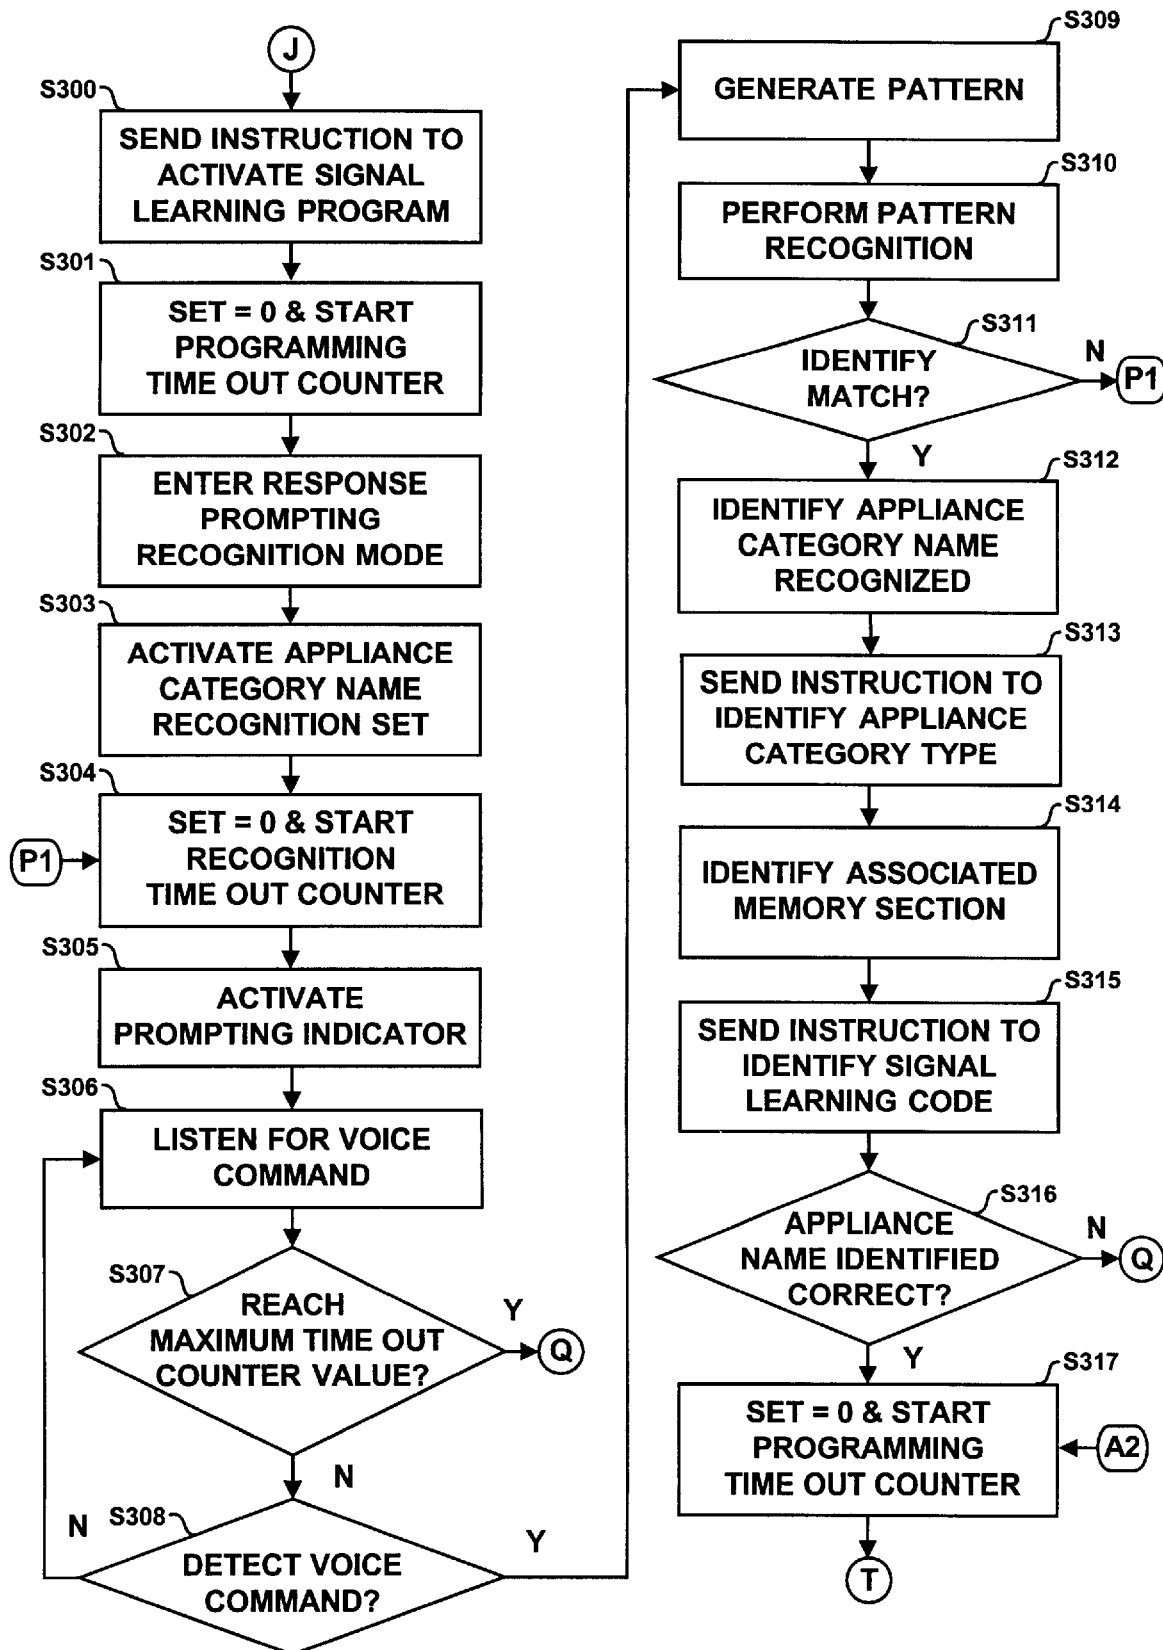 J
S300
SEND INSTRUCTION TO
ACTIVATE SIGNAL
LEARNING PROGRAM
S301
SET = 0 & START
PROGRAMMING
TIME OUT COUNTER
S302
ENTER RESPONSE
PROMPTING
RECOGNITION MODE
S303
ACTIVATE APPLIANCE
CATEGORY NAME
RECOGNITION SET
S304
P1
SET = 0 & START
RECOGNITION
TIME OUT COUNTER
S305
ACTIVATE
PROMPTING INDICATOR
S306
LISTEN FOR VOICE
COMMAND
S307
REACH
MAXIMUM TIME OUT
COUNTER VALUE?
Y
Q
N
S308
N
DETECT VOICE
COMMAND?
Y
S309
GENERATE PATTERN
S310
PERFORM PATTERN
RECOGNITION
S311
IDENTIFY
MATCH?
N
P1
Y
S312
IDENTIFY APPLIANCE
CATEGORY NAME
RECOGNIZED
S313
SEND INSTRUCTION TO
IDENTIFY APPLIANCE
CATEGORY TYPE
S314
IDENTIFY ASSOCIATED
MEMORY SECTION
S315
SEND INSTRUCTION TO
IDENTIFY SIGNAL
LEARNING CODE
S316
APPLIANCE
NAME IDENTIFIED
CORRECT?
N
Q
Y
S317
SET = 0 & START
PROGRAMMING
TIME OUT COUNTER
A2
T